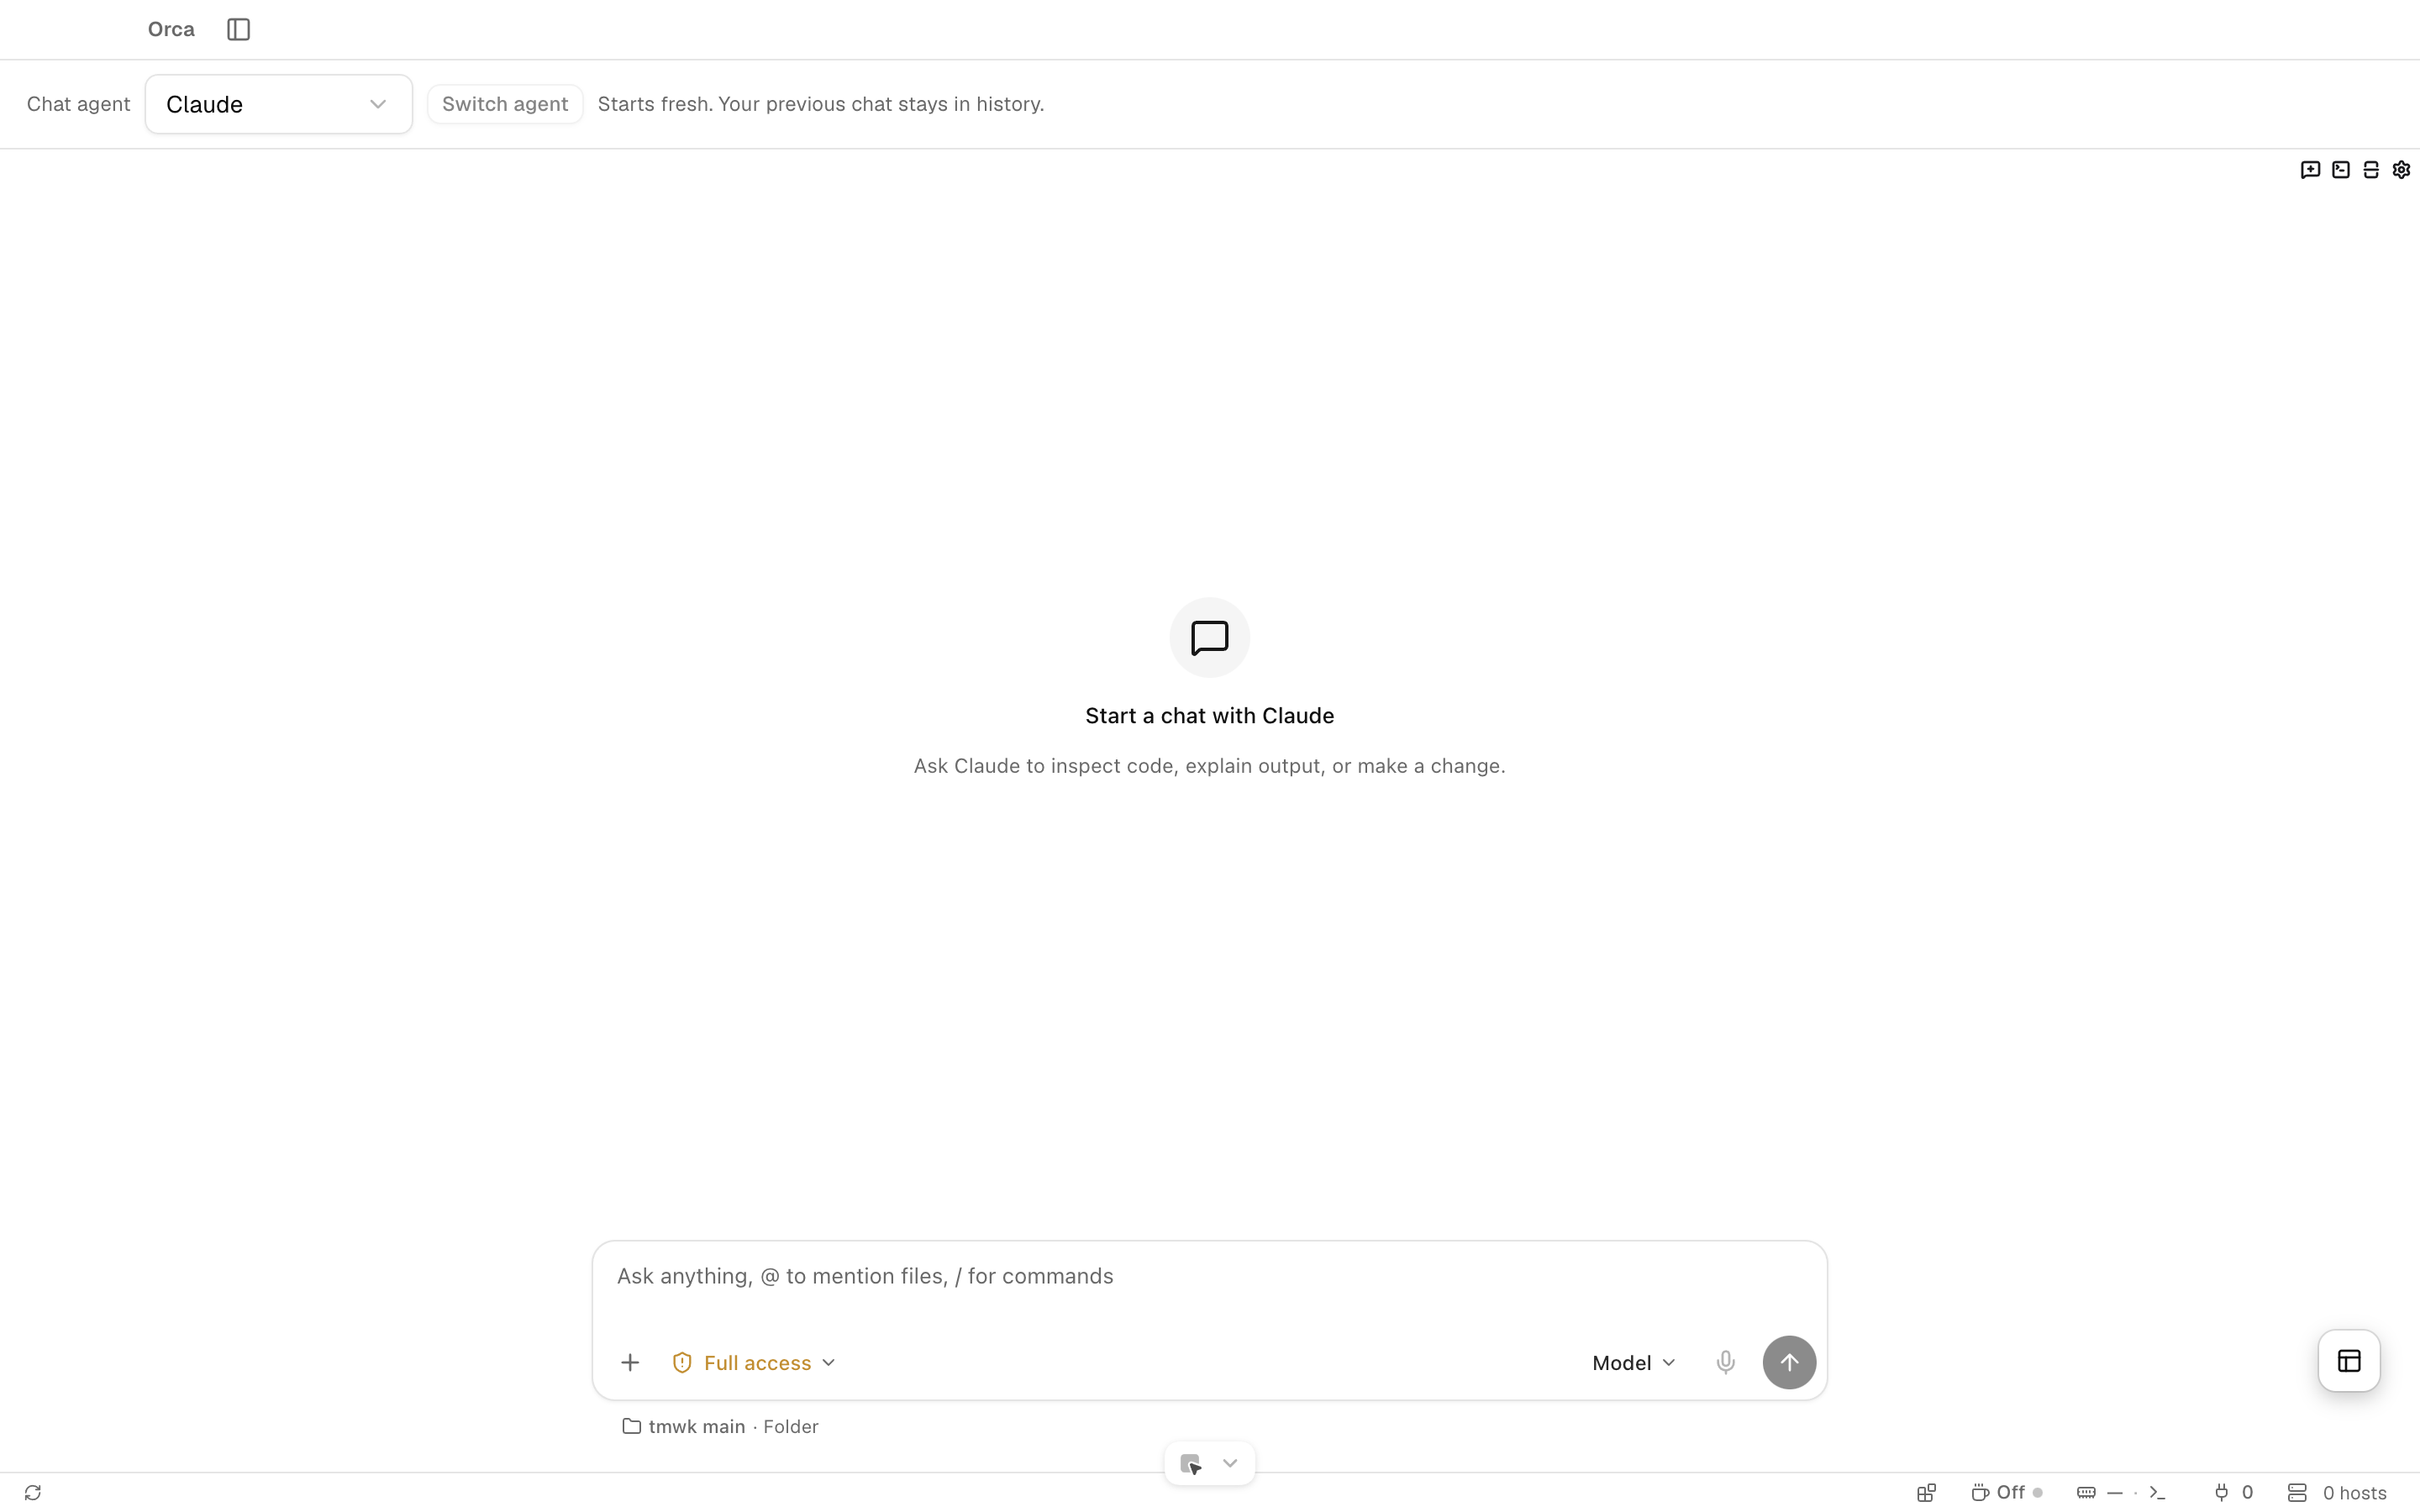 Orca
Chat agent Claude Switch agent Starts fresh. Your previous chat stays in history.
Start a chat with Claude
Ask Claude to inspect code, explain output, or make a change.
Ask anything, @ to mention files, / for commands
Full access Model
tmwk main · Folder
Off — · 0 0 hosts